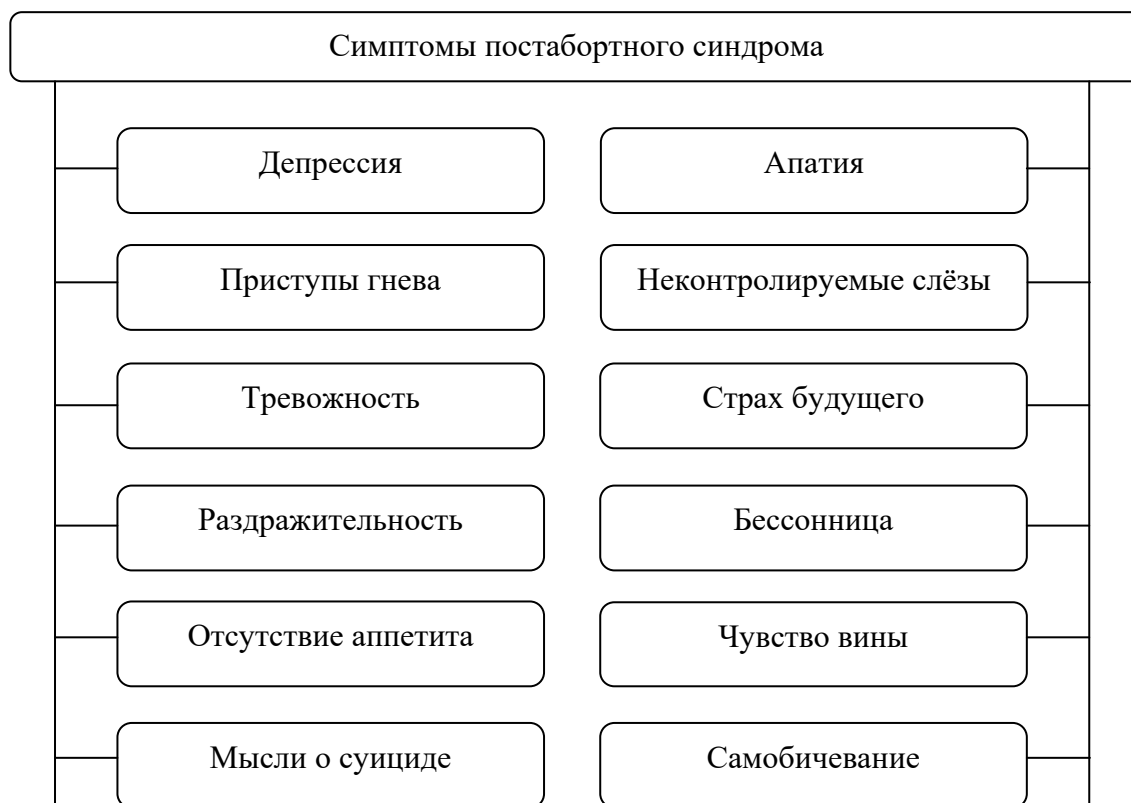 Симптомы постабортного синдрома
Депрессия
Апатия
Приступы гнева
Неконтролируемые слёзы
Тревожность
Страх будущего
Раздражительность
Бессонница
Отсутствие аппетита
Чувство вины
Мысли о суициде
Самобичевание